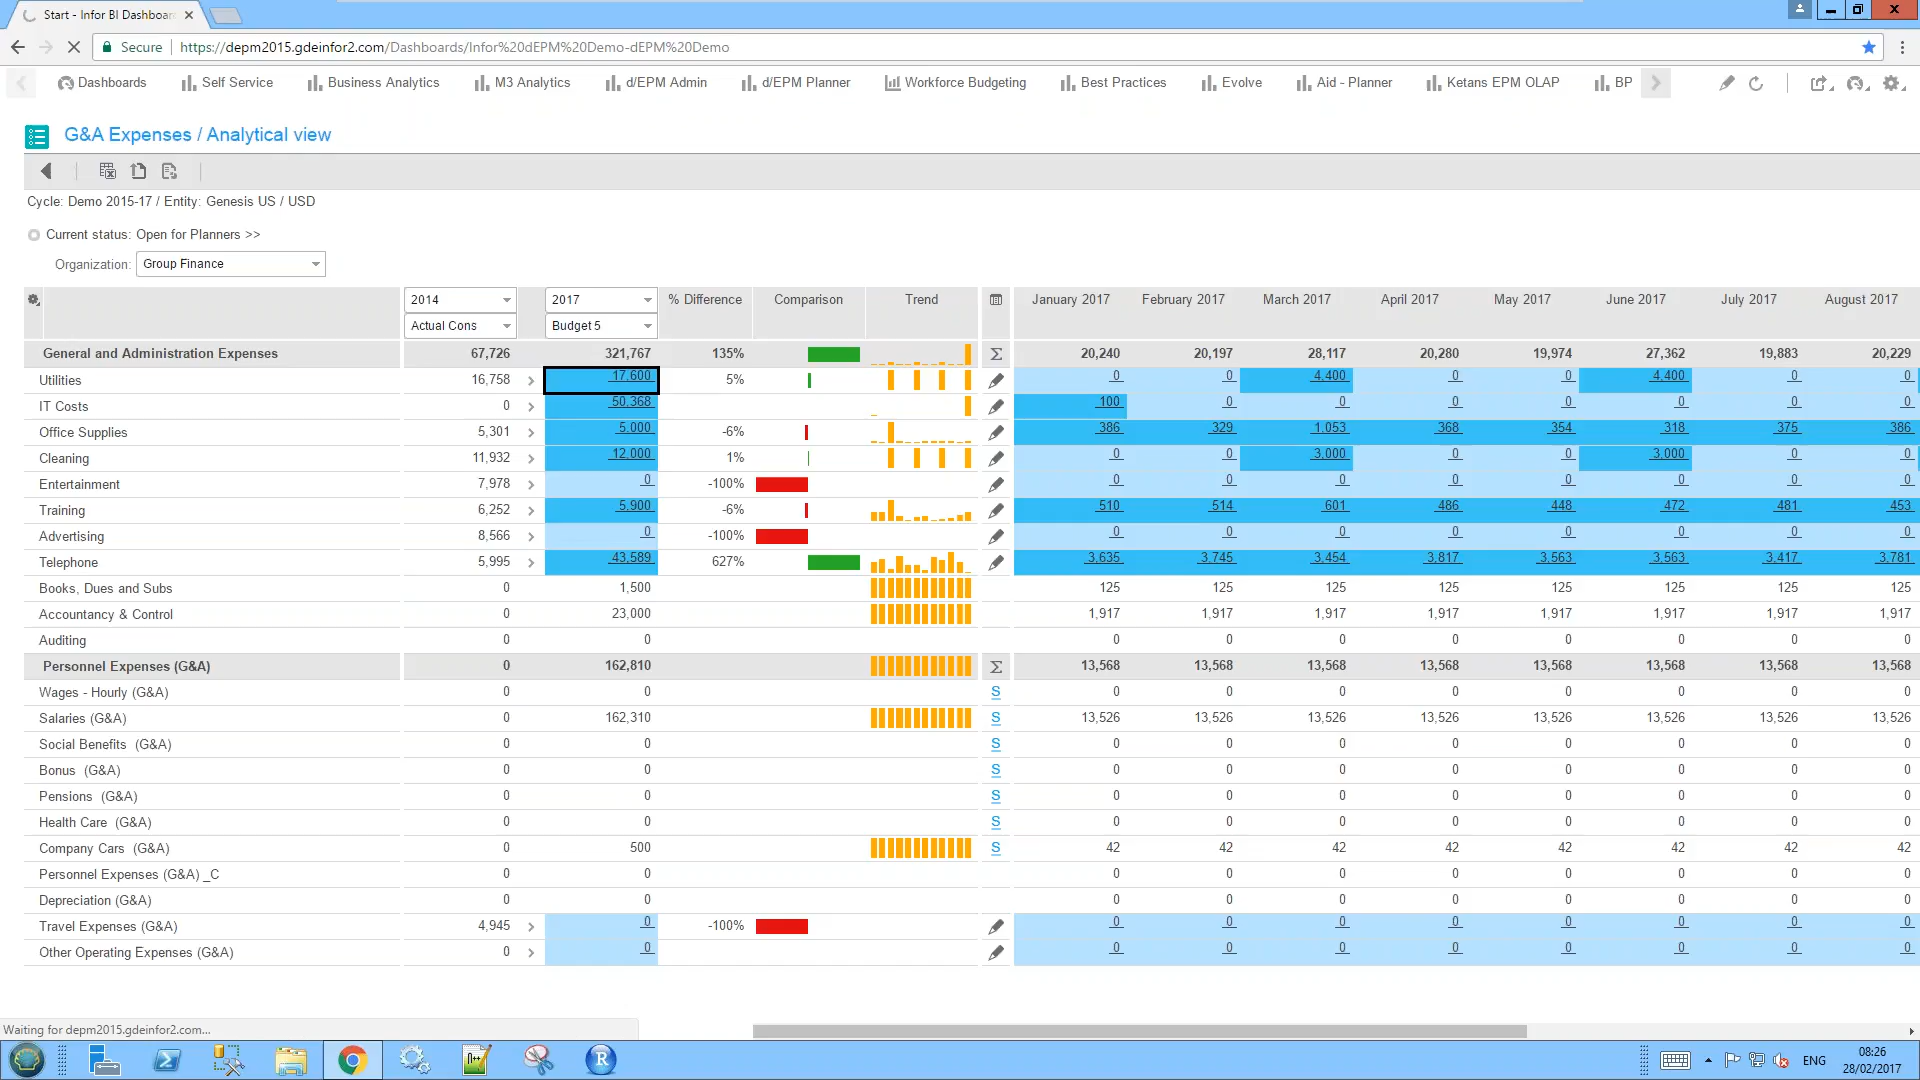 Start - Infor BI Dashboar
Secure https://depm2015.gdeinfor2.com/Dashboards/Infor%20dEPM%20Demo-dEPM%20Demo
Dashboards Self Service Business Analytics M3 Analytics d/EPM Admin d/EPM Planner Workforce Budgeting Best Practices Evolve Aid - Planner Ketans EPM OLAP BP
G&A Expenses / Analytical view
Cycle: Demo 2015-17 / Entity: Genesis US / USD
Current status: Open for Planners >>
Organization: Group Finance
2014 2017 % Difference Comparison Trend January 2017 February 2017 March 2017 April 2017 May 2017 June 2017 July 2017 August 2017
Actual Cons Budget 5
General and Administration Expenses 67,726 321,767 135% Σ 20,240 20,197 28,117 20,280 19,974 27,362 19,883 20,229
Utilities 16,758 17,600 5% 0 0 4,400 0 0 4,400 0 0
IT Costs 0 50,368 100 0 0 0 0 0 0 0
Office Supplies 5,301 5,000 -6% 386 329 1,053 368 354 318 375 386
Cleaning 11,932 12,000 1% 0 0 3,000 0 0 3,000 0 0
Entertainment 7,978 0 -100% 0 0 0 0 0 0 0 0
Training 6,252 5,900 -6% 510 514 601 486 448 472 481 453
Advertising 8,566 0 -100% 0 0 0 0 0 0 0 0
Telephone 5,995 43,589 627% 3,635 3,745 3,454 3,817 3,563 3,563 3,417 3,781
Books, Dues and Subs 0 1,500 125 125 125 125 125 125 125 125
Accountancy & Control 0 23,000 1,917 1,917 1,917 1,917 1,917 1,917 1,917 1,917
Auditing 0 0 0 0 0 0 0 0 0 0
Personnel Expenses (G&A) 0 162,810 Σ 13,568 13,568 13,568 13,568 13,568 13,568 13,568 13,568
Wages - Hourly (G&A) 0 0 S 0 0 0 0 0 0 0 0
Salaries (G&A) 0 162,310 S 13,526 13,526 13,526 13,526 13,526 13,526 13,526 13,526
Social Benefits (G&A) 0 0 S 0 0 0 0 0 0 0 0
Bonus (G&A) 0 0 S 0 0 0 0 0 0 0 0
Pensions (G&A) 0 0 S 0 0 0 0 0 0 0 0
Health Care (G&A) 0 0 S 0 0 0 0 0 0 0 0
Company Cars (G&A) 0 500 S 42 42 42 42 42 42 42 42
Personnel Expenses (G&A) _C 0 0 0 0 0 0 0 0 0 0
Depreciation (G&A) 0 0 0 0 0 0 0 0 0 0
Travel Expenses (G&A) 4,945 0 -100% 0 0 0 0 0 0 0 0
Other Operating Expenses (G&A) 0 0 0 0 0 0 0 0 0 0
Waiting for depm2015.gdeinfor2.com...
R ENG 08:26
28/02/2017